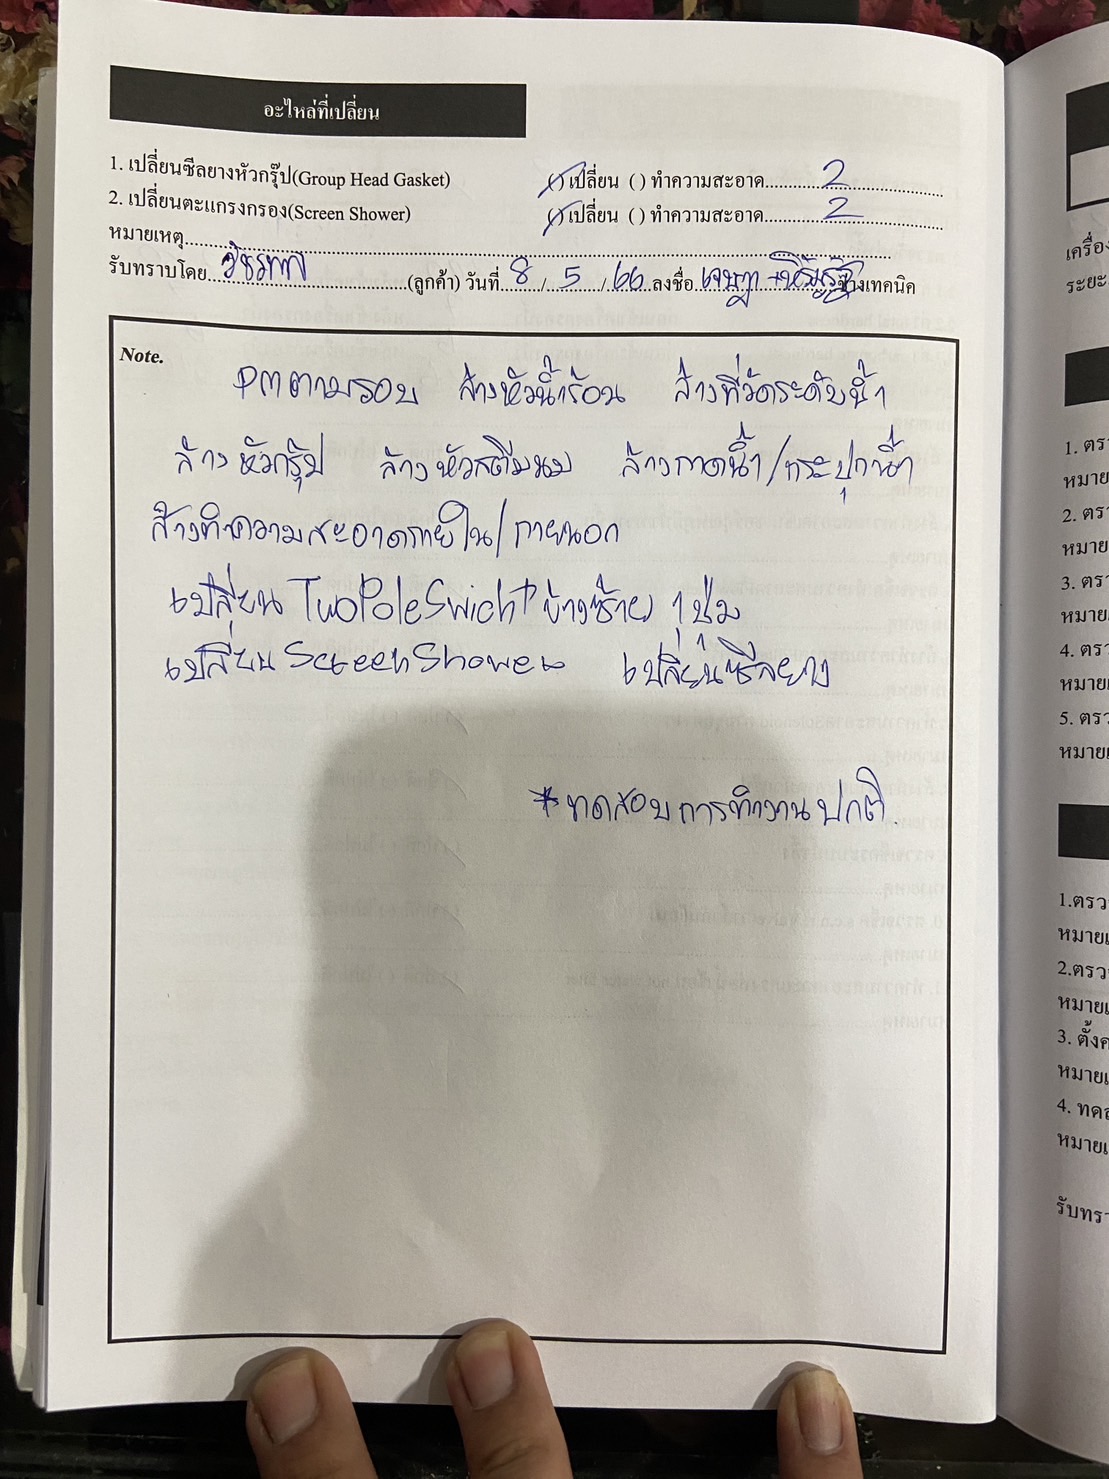 อะไหล่ที่เปลี่ยน
1. เปลี่ยนซีลยางหัวกรุ๊ป(Group Head Gasket) (/) เปลี่ยน ( ) ทำความสะอาด 2
2. เปลี่ยนตะแกรงกรอง(Screen Shower) (/) เปลี่ยน ( ) ทำความสะอาด 2
หมายเหตุ
รับทราบโดย (ลูกค้า) วันที่ 8 / 5 / 66 ลงชื่อ ช่างเทคนิค
Note.
PM ตามรอบ ล้างหัวน้ำร้อน ล้างที่วัดระดับน้ำ
ล้างหัวกรุ๊ป ล้างหัวสตีมนม ล้างถาดน้ำ/กระปุกน้ำ
ล้างทำความสะอาดภายใน/ภายนอก
เปลี่ยน Two Pole Swicht ข้างซ้าย 1 ปุ่ม
เปลี่ยน Screen Shower เปลี่ยนซีลยาง
*ทดสอบการทำงานปกติ
เครื่อง
ระยะ
1. ตรว
หมาย
2. ตร
หมาย
3. ตร
หมาย
4. ตร
หมาย
5. ตร
หมาย
1.ตรว
หมาย
2.ตรว
หมาย
3. ตั้งค
หมาย
4. ทดส
หมาย
รับทร